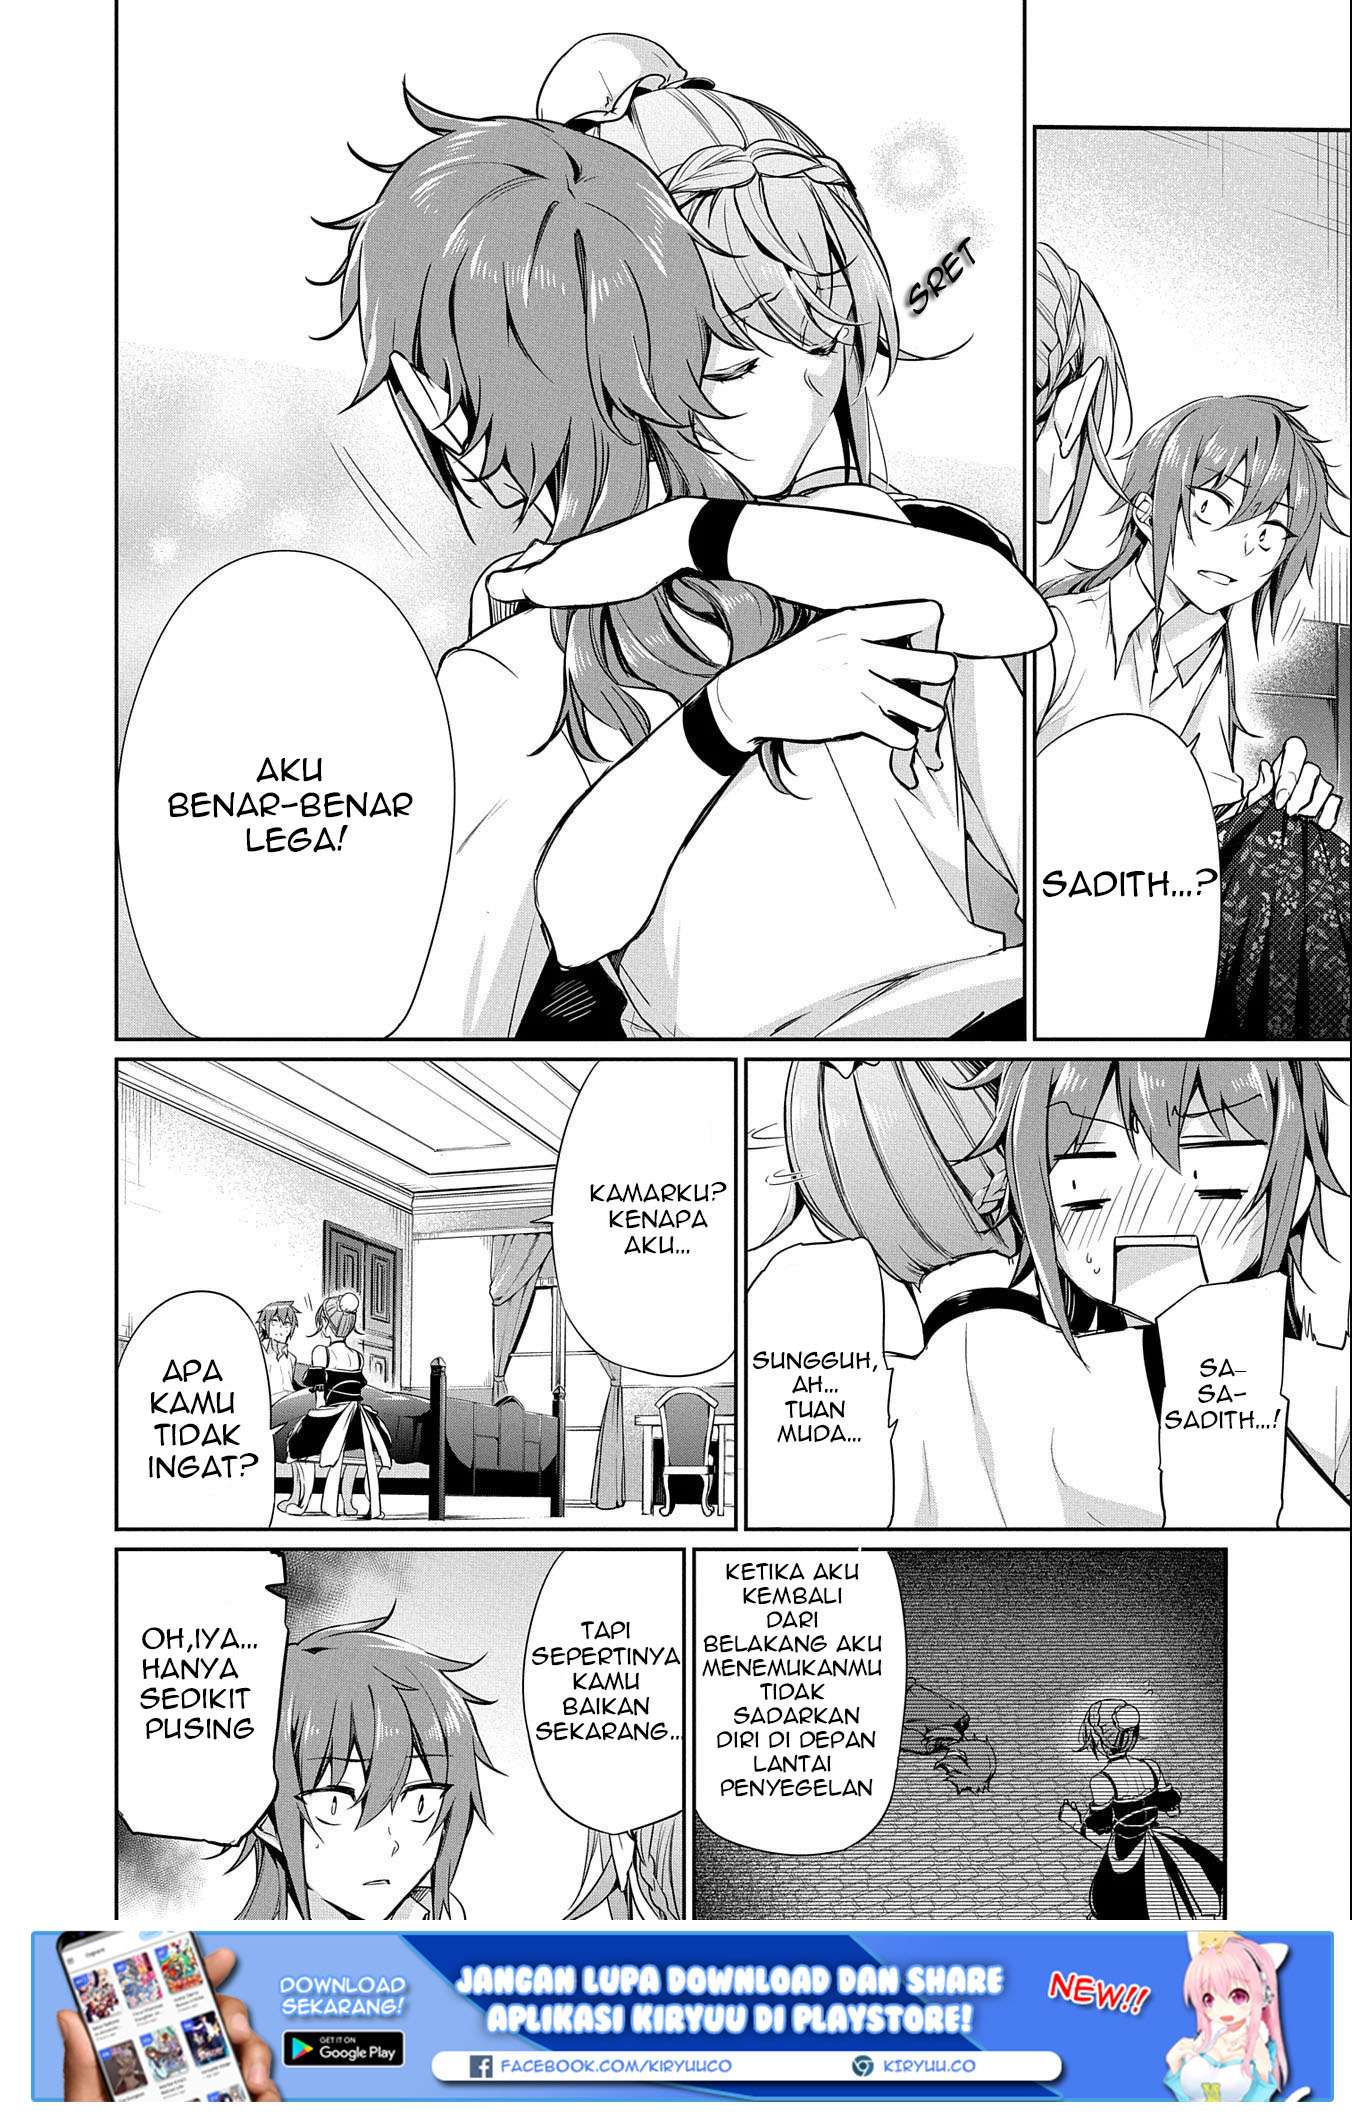 SADITH...?
SRET
AKU
BENAR-BENAR
LEGA!
SA-
SA-
SADITH...!
SUNGGUH,
AH...
TUAN
MUDA...
KAMARKU?
KENAPA
AKU...
APA
KAMU
TIDAK
INGAT?
KETIKA AKU
KEMBALI
DARI
BELAKANG AKU
MENEMUKANMU
TIDAK
SADARKAN
DIRI DI DEPAN
LANTAI
PENYEGELAN
TAPI
SEPERTINYA
KAMU
BAIKAN
SEKARANG...
OH,IYA...
HANYA
SEDIKIT
PUSING
DOWNLOAD
SEKARANG!
GET IT ON
Google Play
JANGAN LUPA DOWNLOAD DAN SHARE
APLIKASI KIRYUU DI PLAYSTORE!
NEW!!
FACEBOOK.COM/KIRYUUCO
KIRYUU.CO